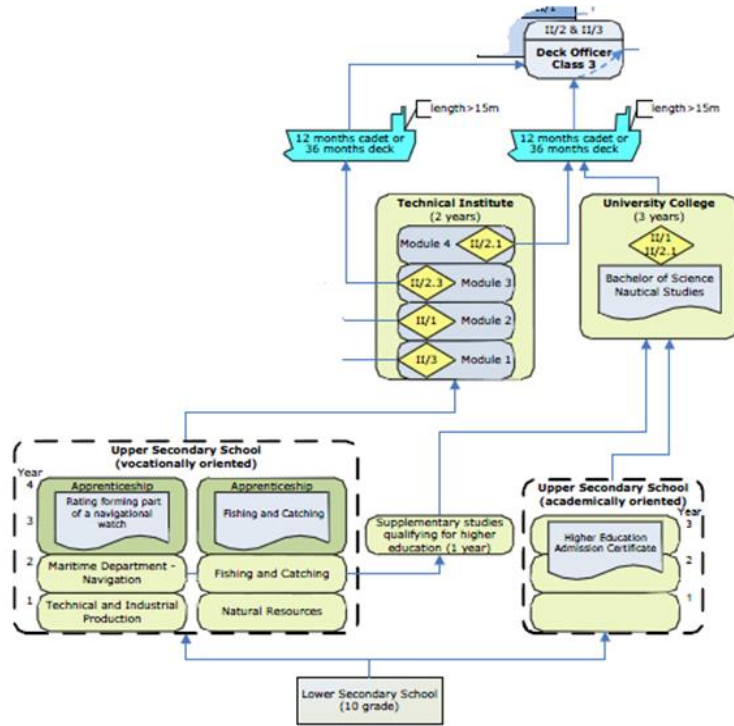 II/2 & II/3
Deck Officer
Class 3
length>15m
length>15m
12 months cadet or
36 months deck
12 months cadet or
36 months deck
Technical Institute
(2 years)
Module 4
II/2.1
II/2.3
Module 3
II/1
Module 2
II/3
Module 1
University College
(3 years)
II/1
II/2.1
Bachelor of Science
Nautical Studies
Upper Secondary School
(vocationally oriented)
Year
4
3
2
1
Apprenticeship
Rating forming part
of a navigational
watch
Maritime Department -
Navigation
Technical and Industrial
Production
Apprenticeship
Fishing and Catching
Fishing and Catching
Natural Resources
Supplementary studies
qualifying for higher
education (1 year)
Upper Secondary School
(academically oriented)
Year
3
2
1
Higher Education
Admission Certificate
Lower Secondary School
(10 grade)